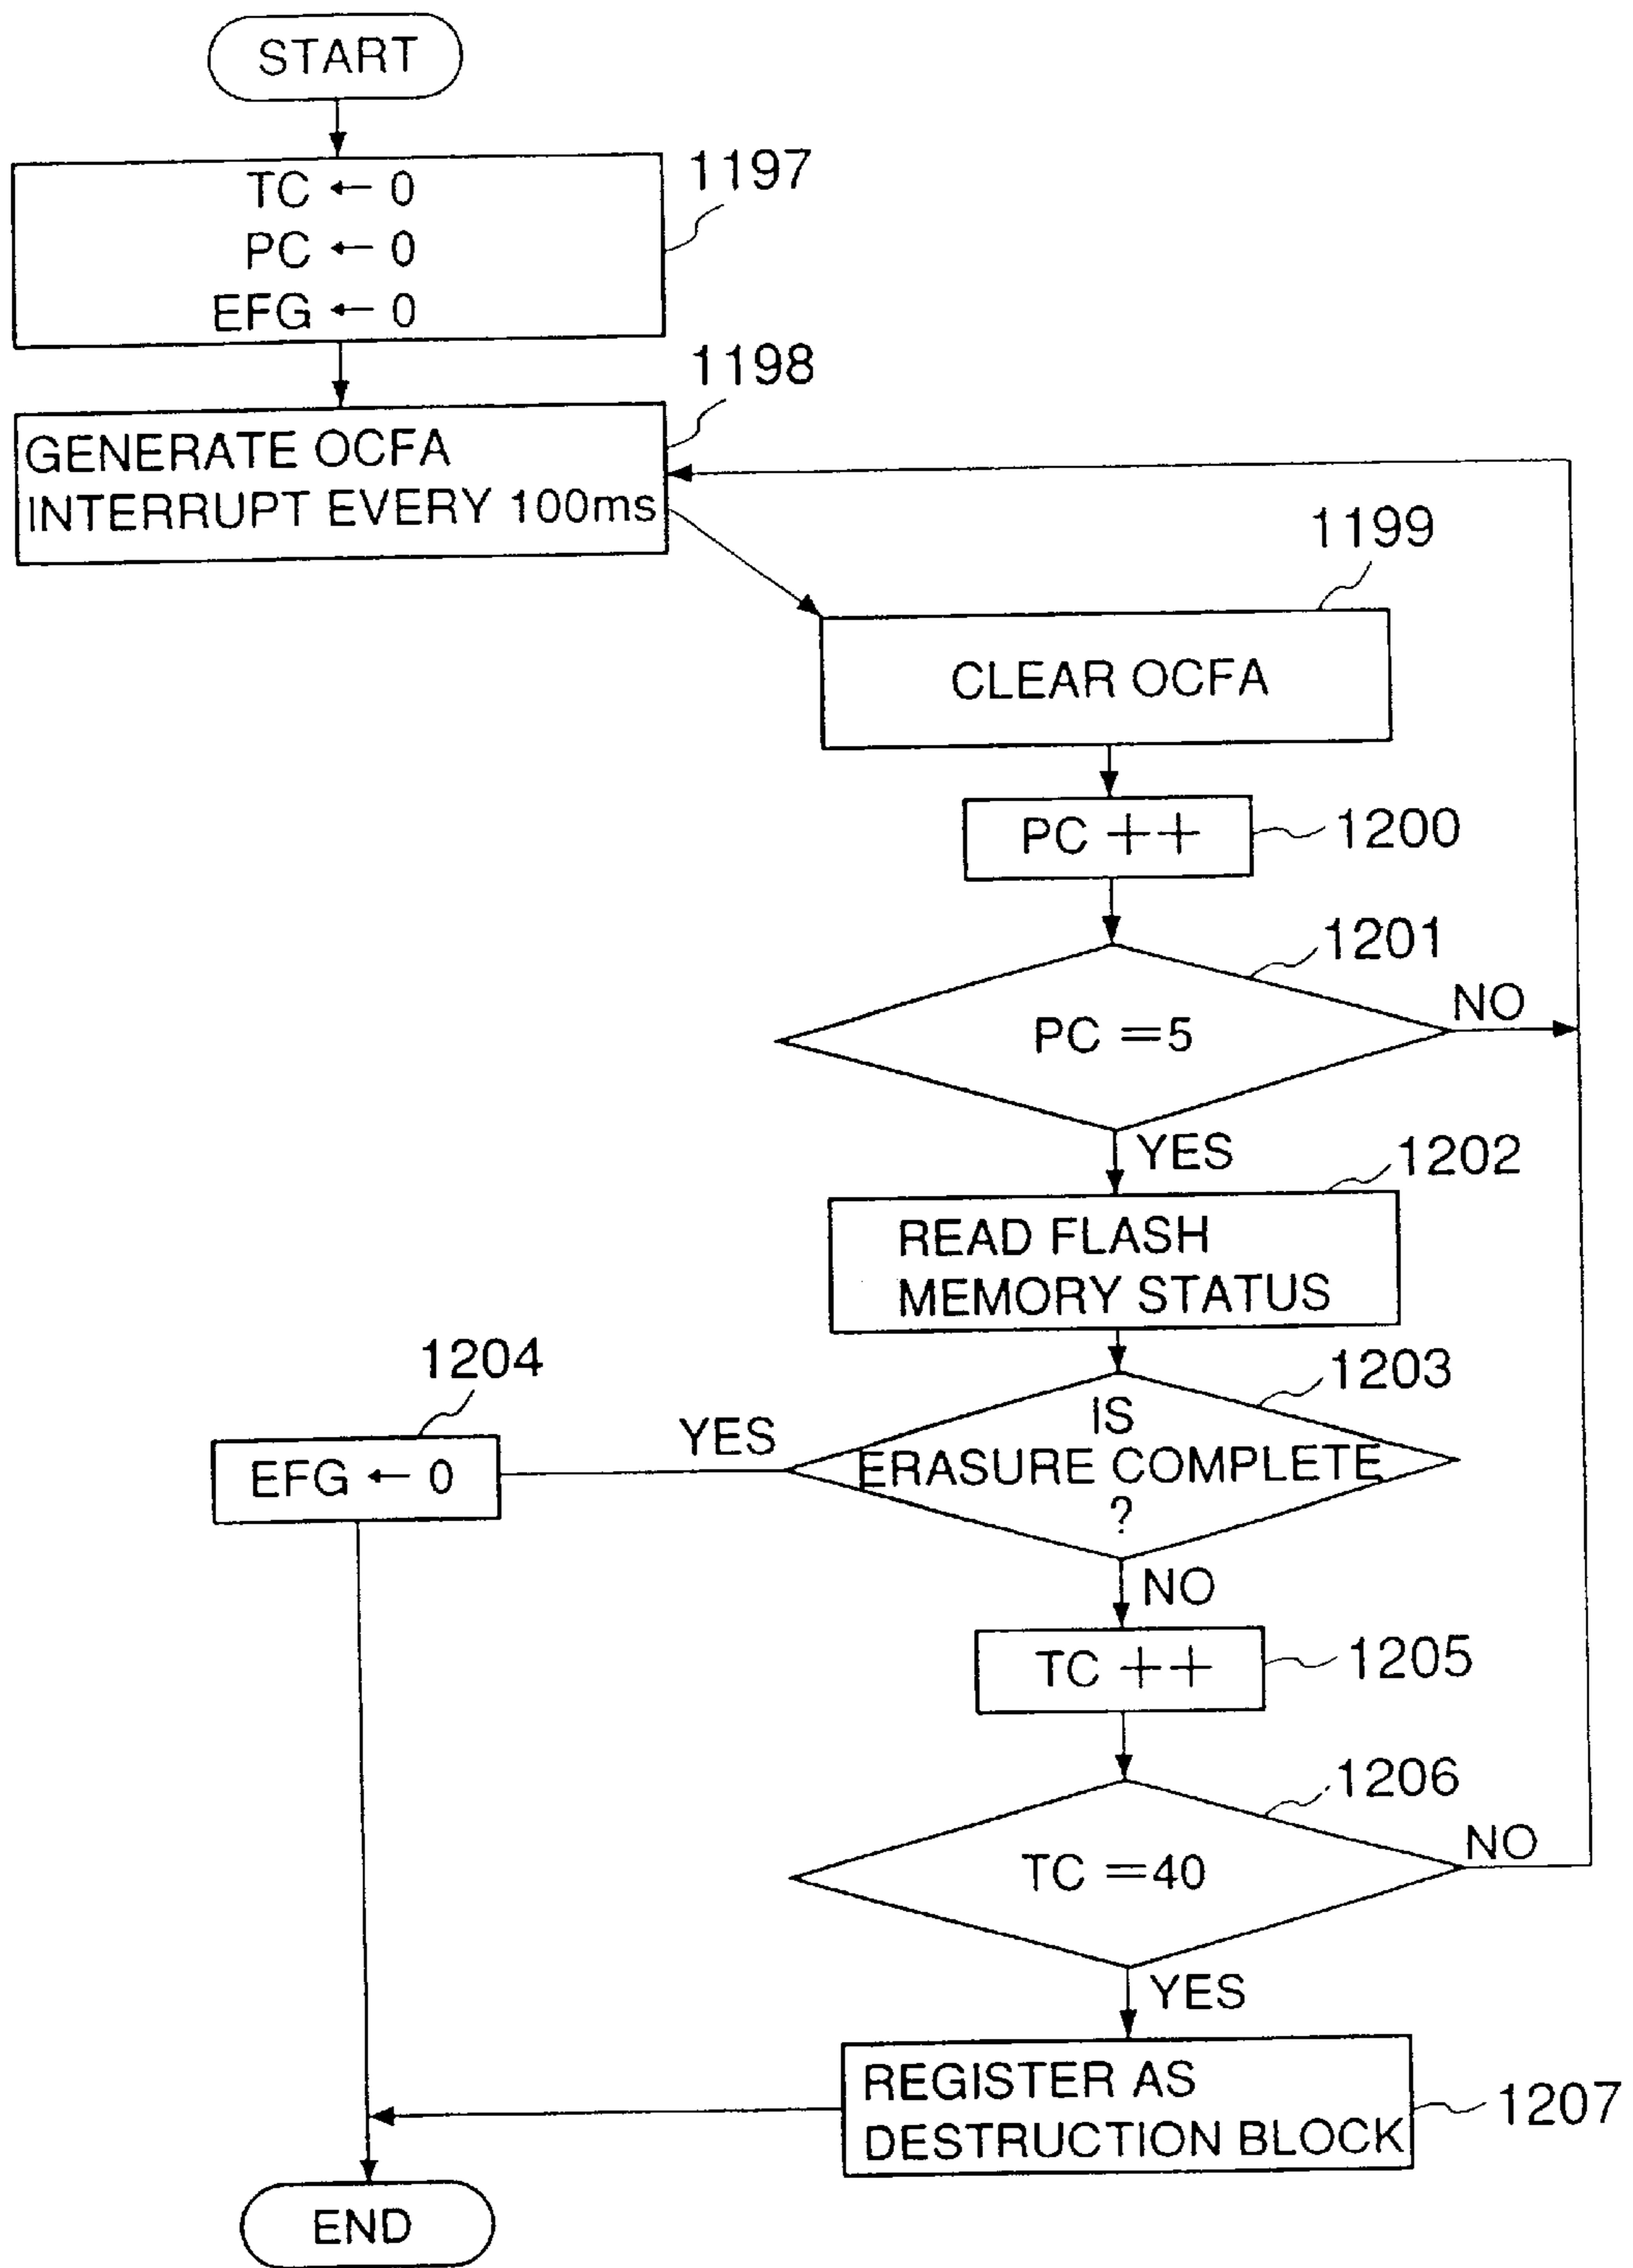 START
TC ← 0
PC ← 0
EFG ← 0
1197
1198
GENERATE OCFA
INTERRUPT EVERY 100ms
1199
CLEAR OCFA
PC ++
1200
1201
PC =5
NO
YES
1202
READ FLASH
MEMORY STATUS
1204
EFG ← 0
YES
1203
IS
ERASURE COMPLETE
?
NO
TC ++
1205
1206
TC =40
NO
YES
REGISTER AS
DESTRUCTION BLOCK
1207
END